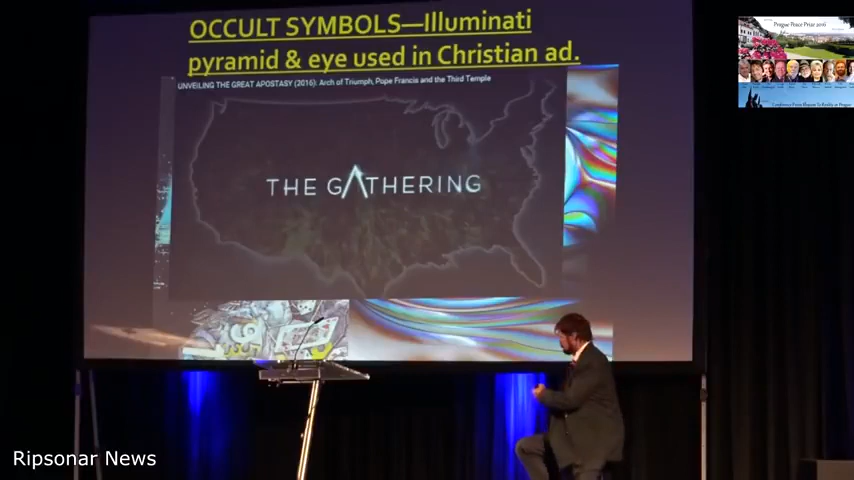 OCCULT SYMBOLS—Illuminati
pyramid & eye used in Christian ad.
UNVEILING THE GREAT APOSTASY (2016): Arch of Triumph, Pope Francis and the Third Temple
THE GATHERING
Prague Peace Prize 2016
Ripsonar News